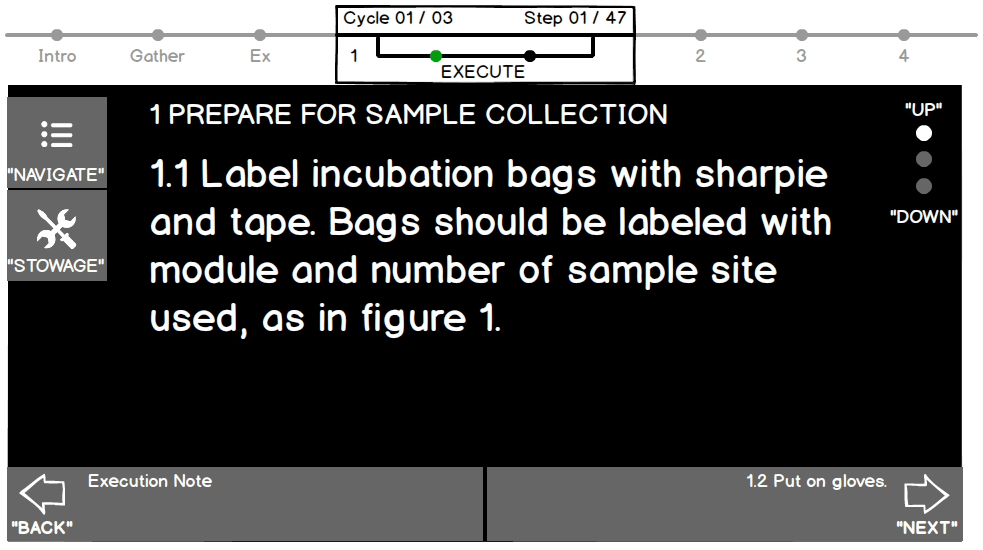 Cycle 01 / 03 Step 01 / 47
Intro Gather Ex 1 EXECUTE 2 3 4
1 PREPARE FOR SAMPLE COLLECTION
"UP"
"NAVIGATE"
1.1 Label incubation bags with sharpie
and tape. Bags should be labeled with
module and number of sample site
used, as in figure 1.
"DOWN"
"STOWAGE"
Execution Note
"BACK"
1.2 Put on gloves.
"NEXT"